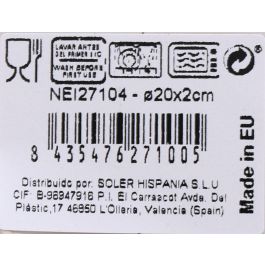 LAVAR ANTES
DEL PRIMER USO
WASH BEFORE
FIRST USE
NEI27104 - ø20x2cm
8 435476 271005
Made in EU
Distribuido por: SOLER HISPANIA S.L.U
CIF: B-96947916 P.I. El Carrascot Avda. Del
Plástic,17 46850 L'Olleria, Valencia (Spain)